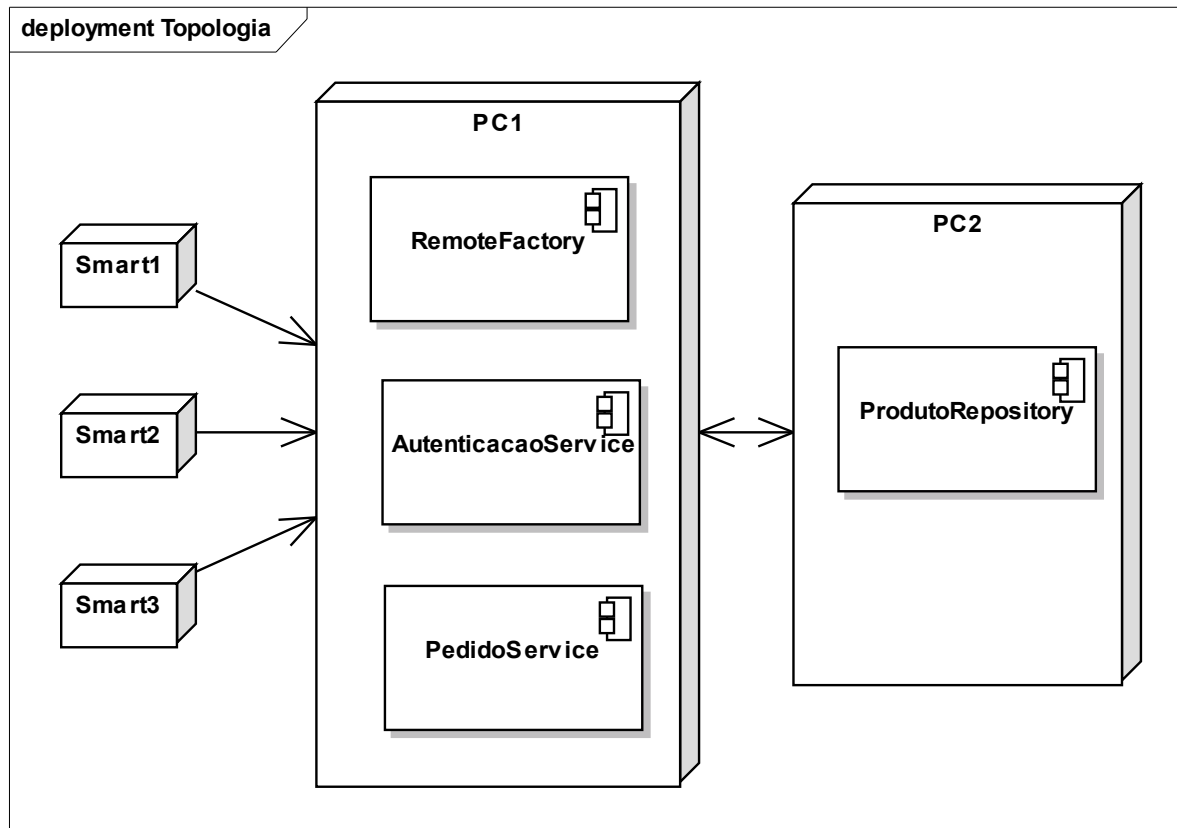 deployment Topologia
PC1
RemoteFactory
PC2
Smart1
ProdutoRepository
Smart2
AutenticacaoService
Smart3
PedidoService